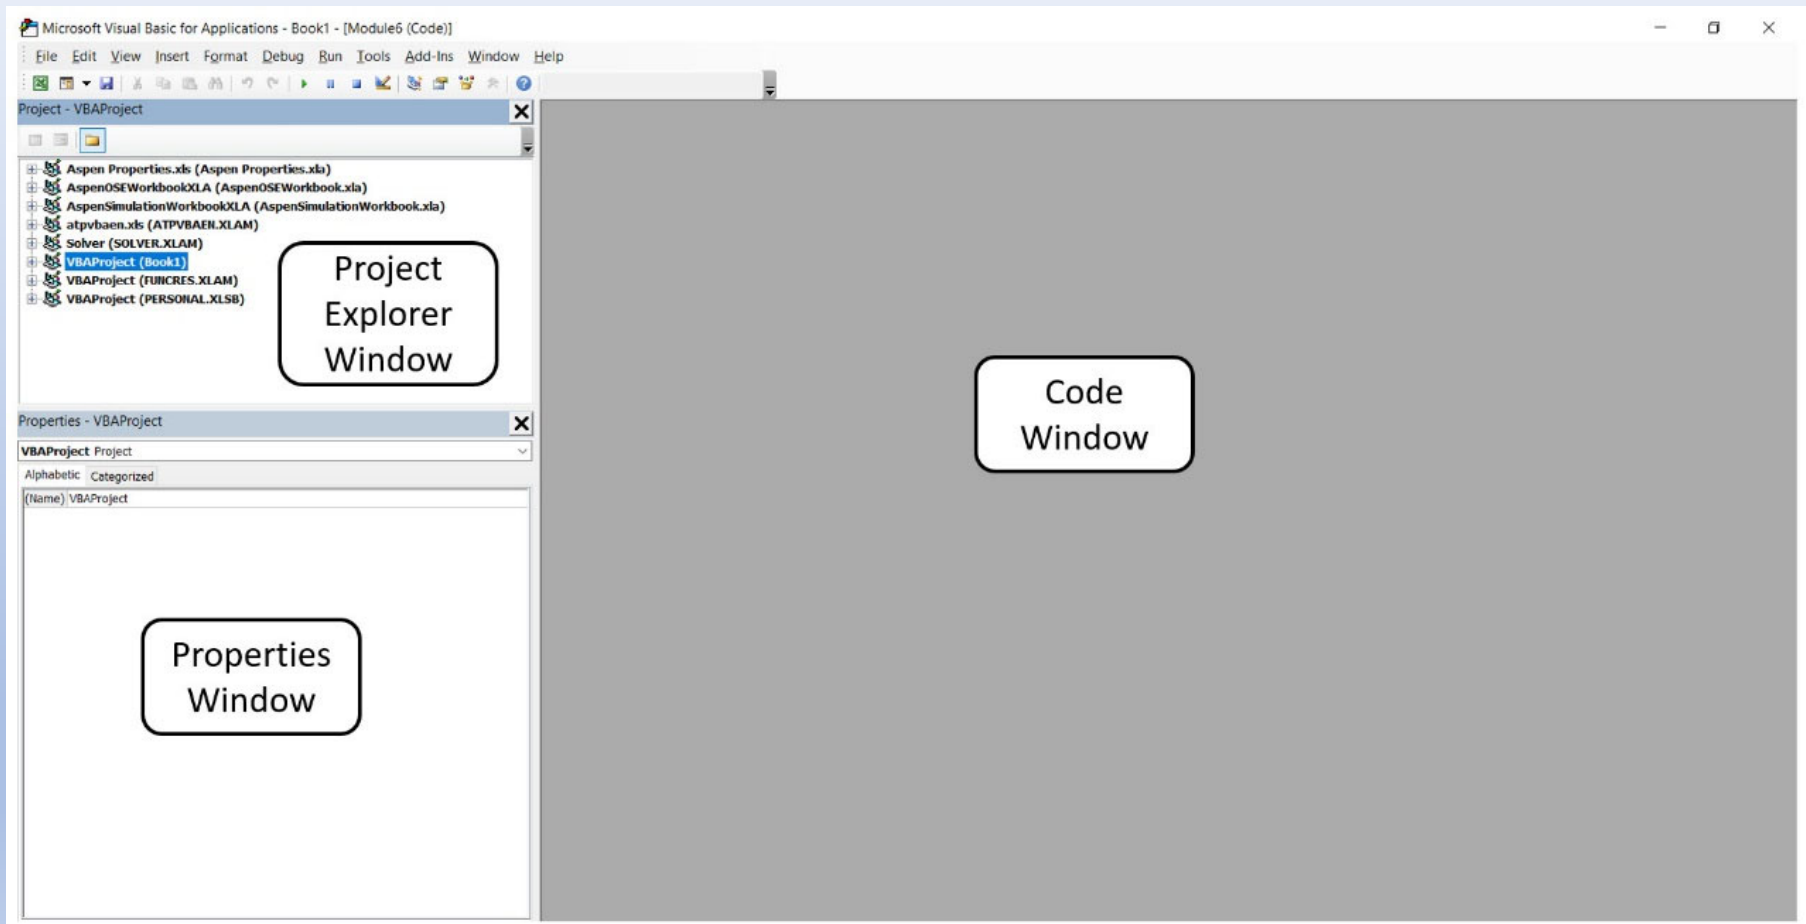 Microsoft Visual Basic for Applications - Book1 - [Module6 (Code)]
File Edit View Insert Format Debug Run Tools Add-Ins Window Help
Project - VBAProject
Aspen Properties.xls (Aspen Properties.xla)
AspenOSEWorkbookXLA (AspenOSEWorkbook.xla)
AspenSimulationWorkbookXLA (AspenSimulationWorkbook.xla)
atpvbaen.xls (ATPVBAEN.XLAM)
Solver (SOLVER.XLAM)
VBAProject (Book1)
VBAProject (FUNCRES.XLAM)
VBAProject (PERSONAL.XLSB)
Project
Explorer
Window
Code
Window
Properties - VBAProject
VBAProject Project
Alphabetic Categorized
(Name) VBAProject
Properties
Window